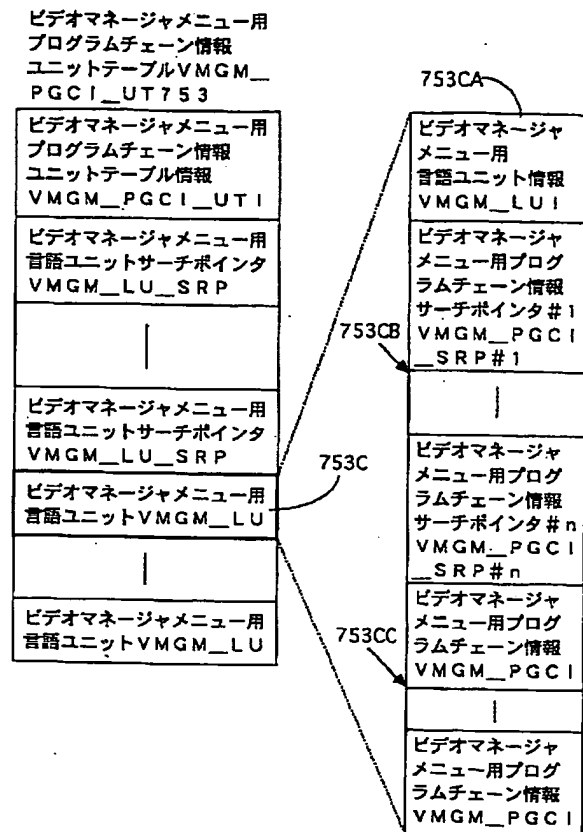 ビデオマネージャメニュー用
プログラムチェーン情報
ユニットテーブルVMGM_
PGCI_UT753
ビデオマネージャメニュー用
プログラムチェーン情報
ユニットテーブル情報
VMGM_PGCI_UTI
ビデオマネージャメニュー用
言語ユニットサーチポインタ
VMGM_LU_SRP
ビデオマネージャメニュー用
言語ユニットサーチポインタ
VMGM_LU_SRP
753C
ビデオマネージャメニュー用
言語ユニットVMGM_LU
ビデオマネージャメニュー用
言語ユニットVMGM_LU
753CA
ビデオマネージャ
メニュー用
言語ユニット情報
VMGM_LUI
ビデオマネージャ
メニュー用プログ
ラムチェーン情報
サーチポインタ#1
VMGM_PGCI
_SRP#1
753CB
ビデオマネージャ
メニュー用プログ
ラムチェーン情報
サーチポインタ#n
VMGM_PGCI
_SRP#n
ビデオマネージャ
メニュー用プログ
ラムチェーン情報
VMGM_PGCI
753CC
ビデオマネージャ
メニュー用プログ
ラムチェーン情報
VMGM_PGCI